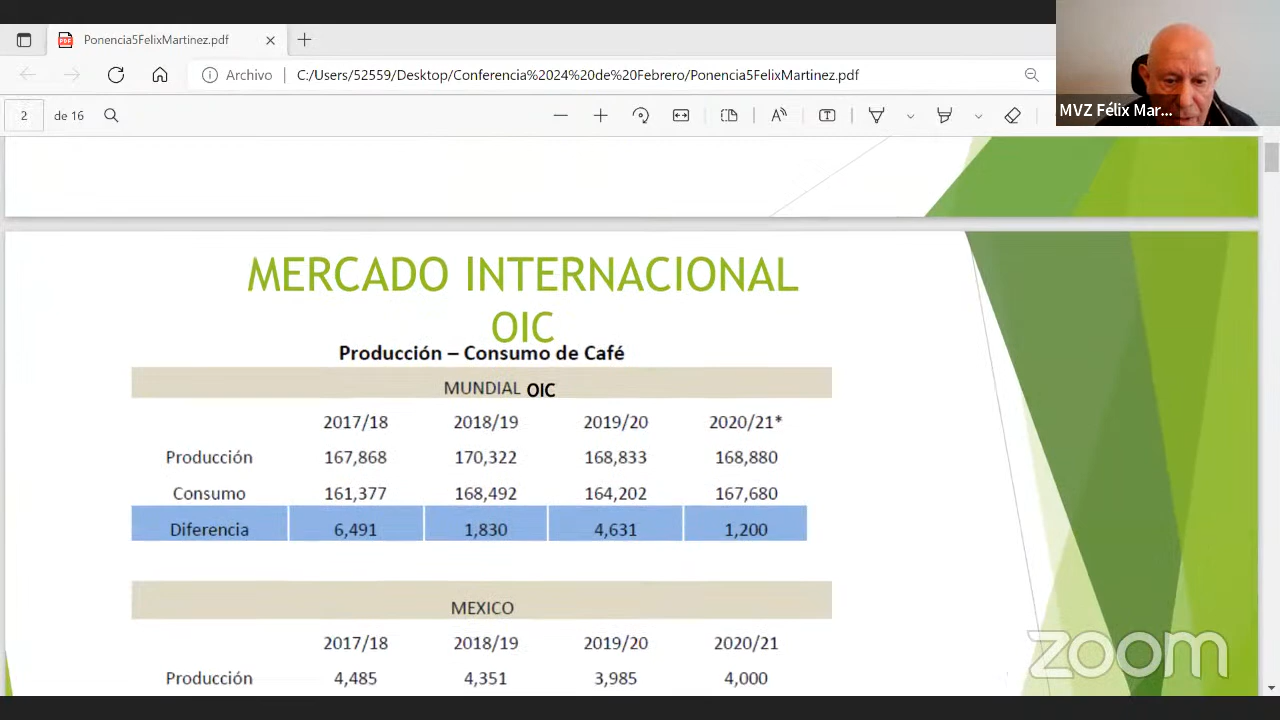 Ponencia5FelixMartinez.pdf
Archivo
C:/Users/52559/Desktop/Conferencia%2024%20de%20Febrero/Ponencia5FelixMartinez.pdf
MVZ Félix Mar...
2 de 16
MERCADO INTERNACIONAL
OIC
Producción – Consumo de Café
MUNDIAL OIC
2017/18 2018/19 2019/20 2020/21*
Producción 167,868 170,322 168,833 168,880
Consumo 161,377 168,492 164,202 167,680
Diferencia 6,491 1,830 4,631 1,200
MEXICO
2017/18 2018/19 2019/20 2020/21
Producción 4,485 4,351 3,985 4,000
zoom